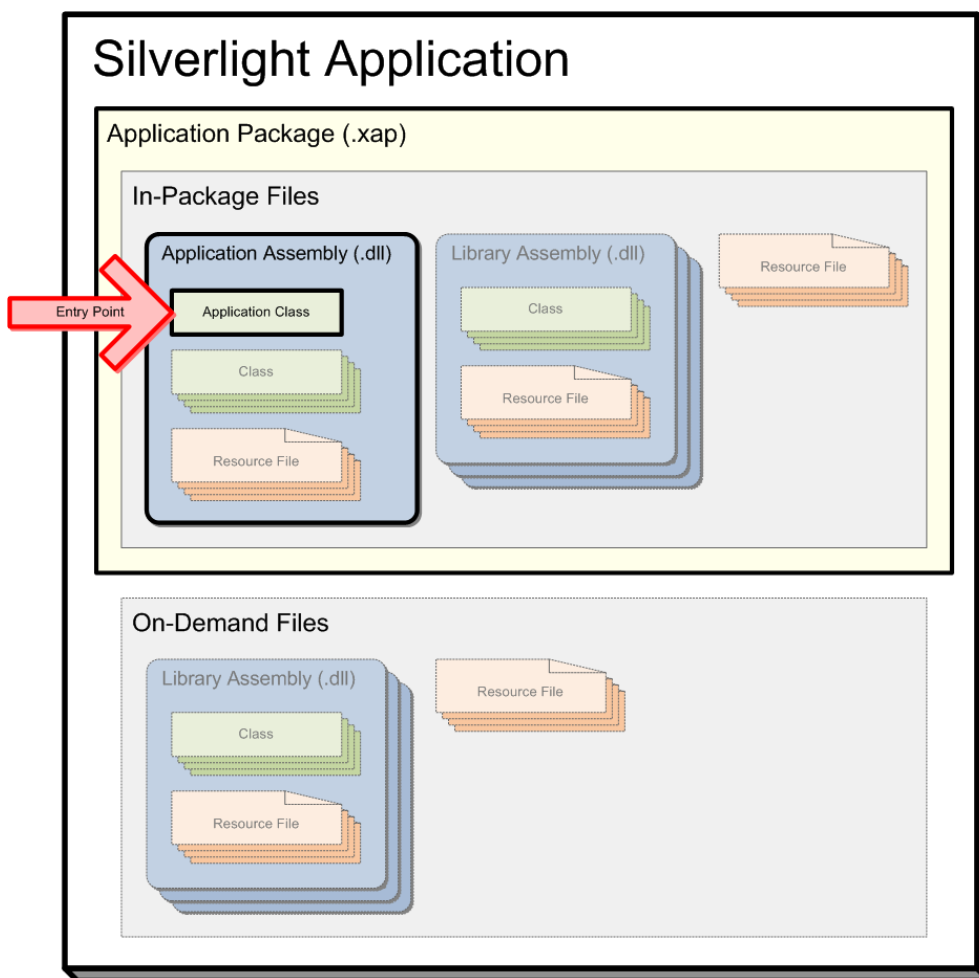 Silverlight Application
Application Package (.xap)
In-Package Files
Application Assembly (.dll)
Entry Point
Application Class
Class
Resource File
Library Assembly (.dll)
Class
Resource File
Resource File
On-Demand Files
Library Assembly (.dll)
Class
Resource File
Resource File